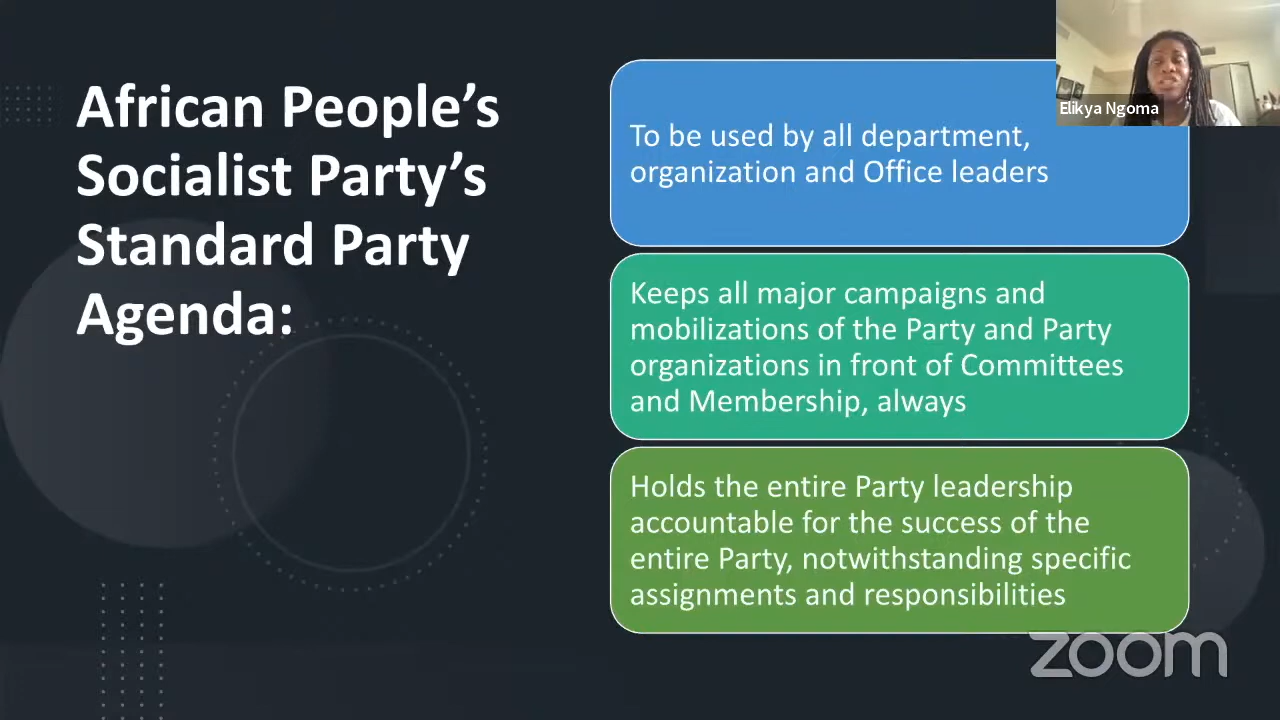 African People's
Socialist Party's
Standard Party
Agenda:
To be used by all department,
organization and Office leaders
Keeps all major campaigns and
mobilizations of the Party and Party
organizations in front of Committees
and Membership, always
Holds the entire Party leadership
accountable for the success of the
entire Party, notwithstanding specific
assignments and responsibilities
Elikya Ngoma
zoom